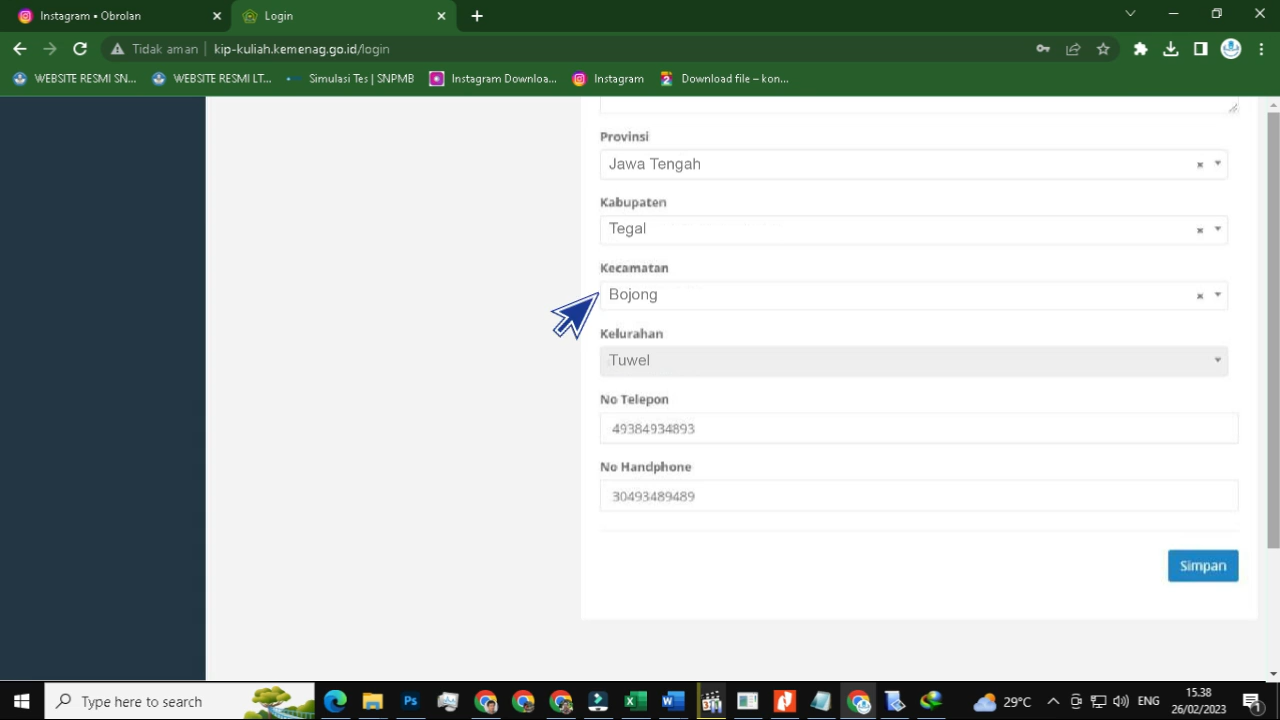 Instagram • Obrolan
Login
Tidak aman | kip-kuliah.kemenag.go.id/login
WEBSITE RESMI SN...
WEBSITE RESMI LT...
Simulasi Tes | SNPMB
Instagram Downloa...
Instagram
Download file – kon...
Provinsi
Jawa Tengah
Kabupaten
Tegal
Kecamatan
Bojong
Kelurahan
Tuwel
No Telepon
49384934893
No Handphone
30493489489
Simpan
Type here to search
29°C
ENG
15.38
26/02/2023
1